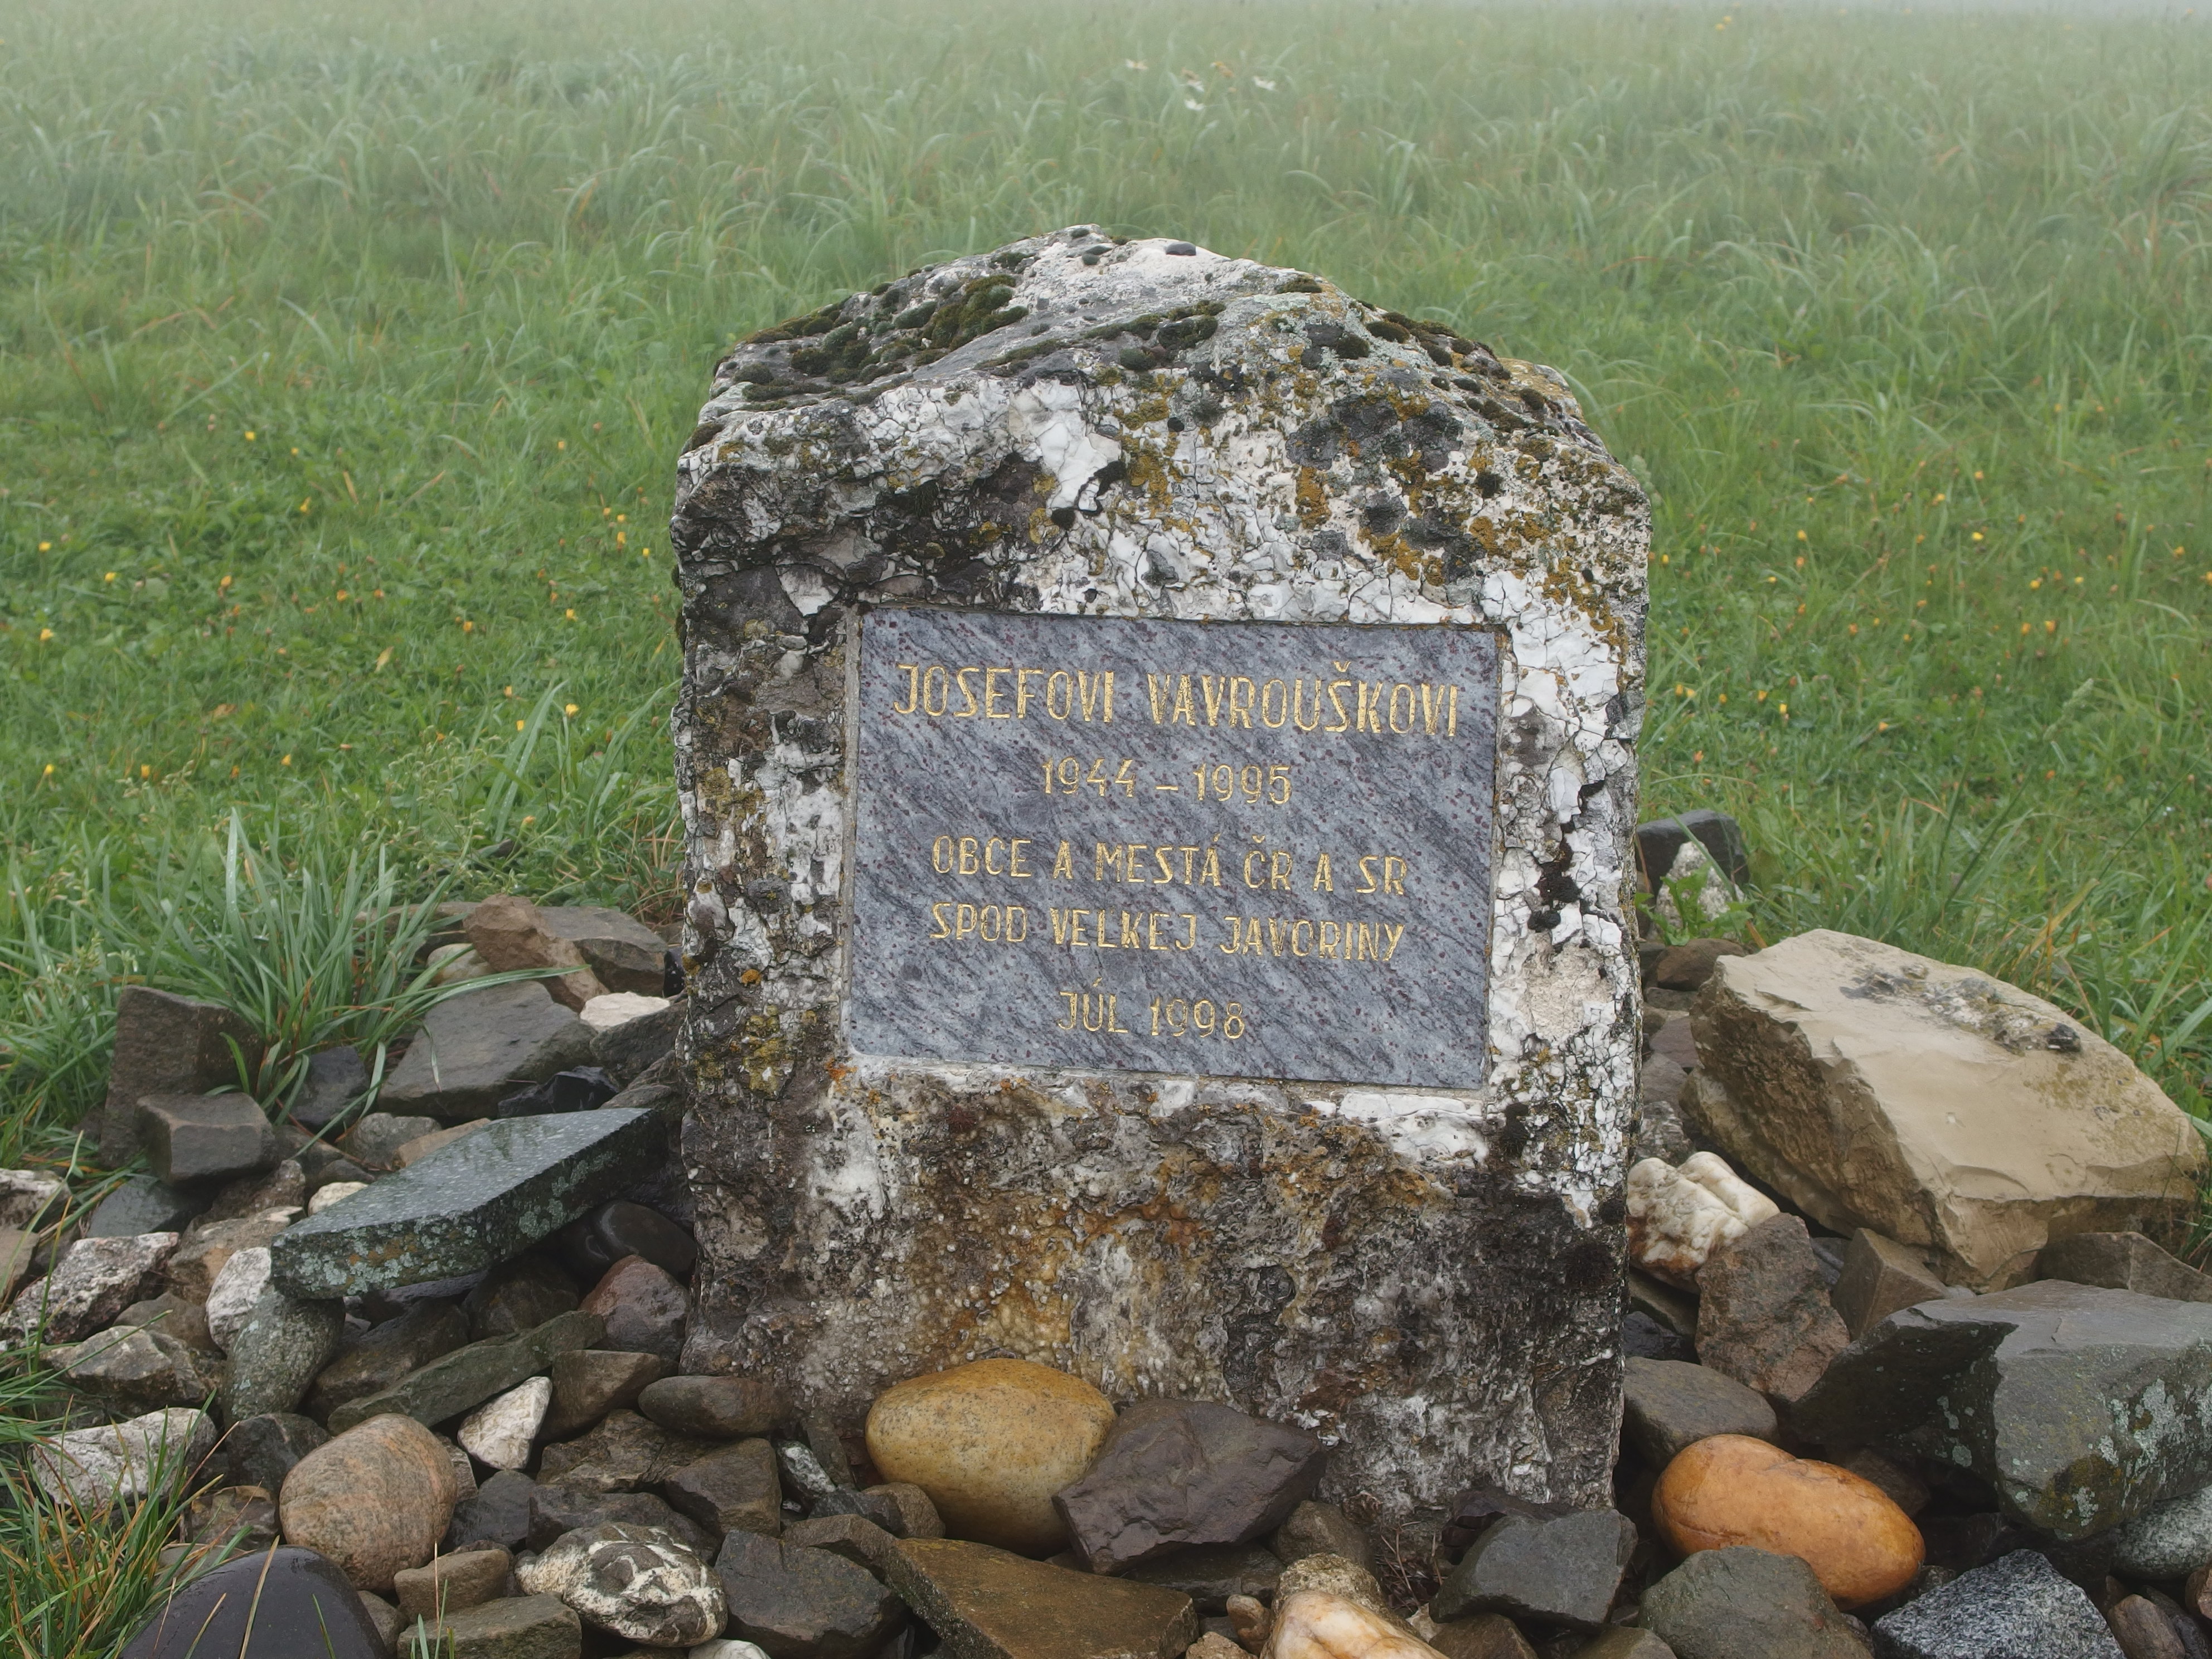 JOSEFOVI VAVROUŠKOVI
1944 – 1995
OBCE A MESTÁ ČR A SR
SPOD VELKEJ JAVORINY
JÚL 1998